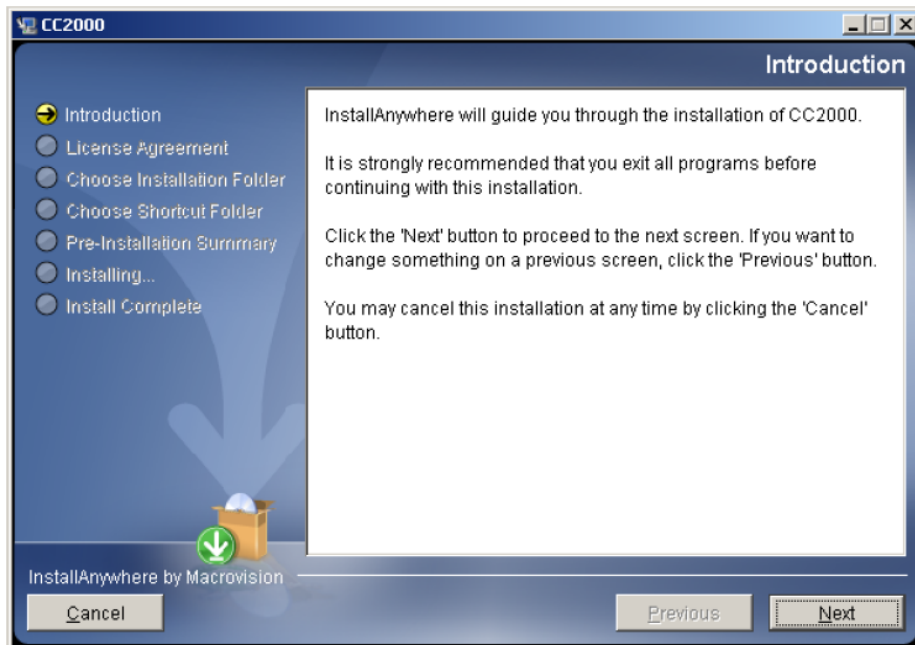 CC2000
Introduction
Introduction
License Agreement
Choose Installation Folder
Choose Shortcut Folder
Pre-Installation Summary
Installing...
Install Complete
InstallAnywhere will guide you through the installation of CC2000.
It is strongly recommended that you exit all programs before
continuing with this installation.
Click the 'Next' button to proceed to the next screen. If you want to
change something on a previous screen, click the 'Previous' button.
You may cancel this installation at any time by clicking the 'Cancel'
button.
InstallAnywhere by Macrovision
Cancel
Previous
Next